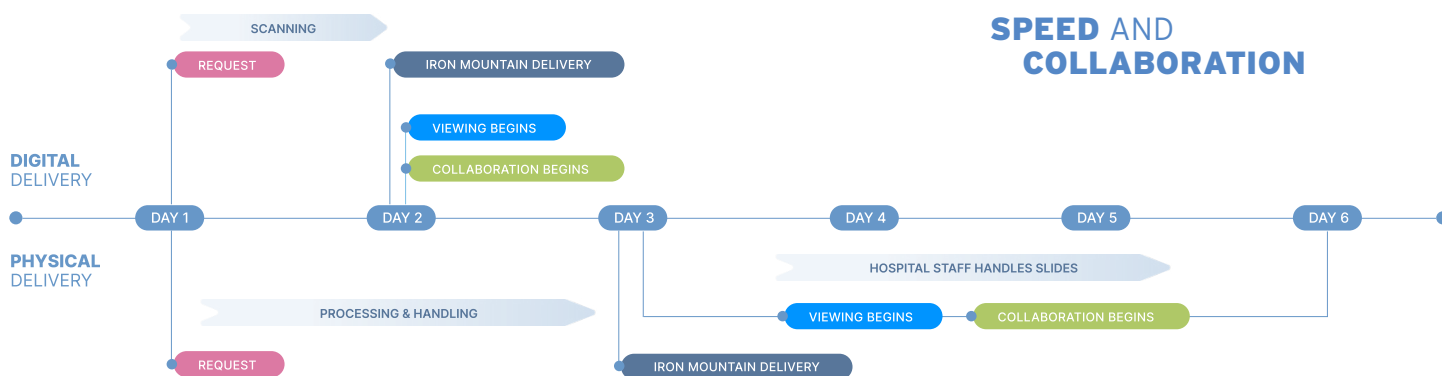 SPEED AND
COLLABORATION
SCANNING
REQUEST
IRON MOUNTAIN DELIVERY
VIEWING BEGINS
COLLABORATION BEGINS
DIGITAL
DELIVERY
DAY 1
DAY 2
DAY 3
DAY 4
DAY 5
DAY 6
PHYSICAL
DELIVERY
HOSPITAL STAFF HANDLES SLIDES
PROCESSING & HANDLING
VIEWING BEGINS
COLLABORATION BEGINS
REQUEST
IRON MOUNTAIN DELIVERY